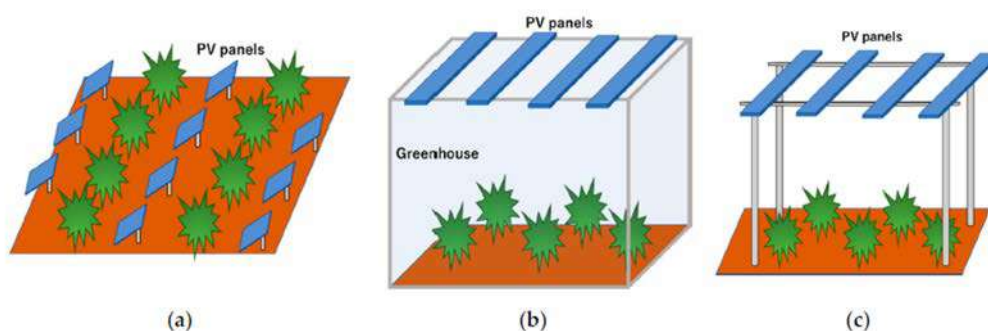 PV panels
PV panels
PV panels
Greenhouse
(a)
(b)
(c)